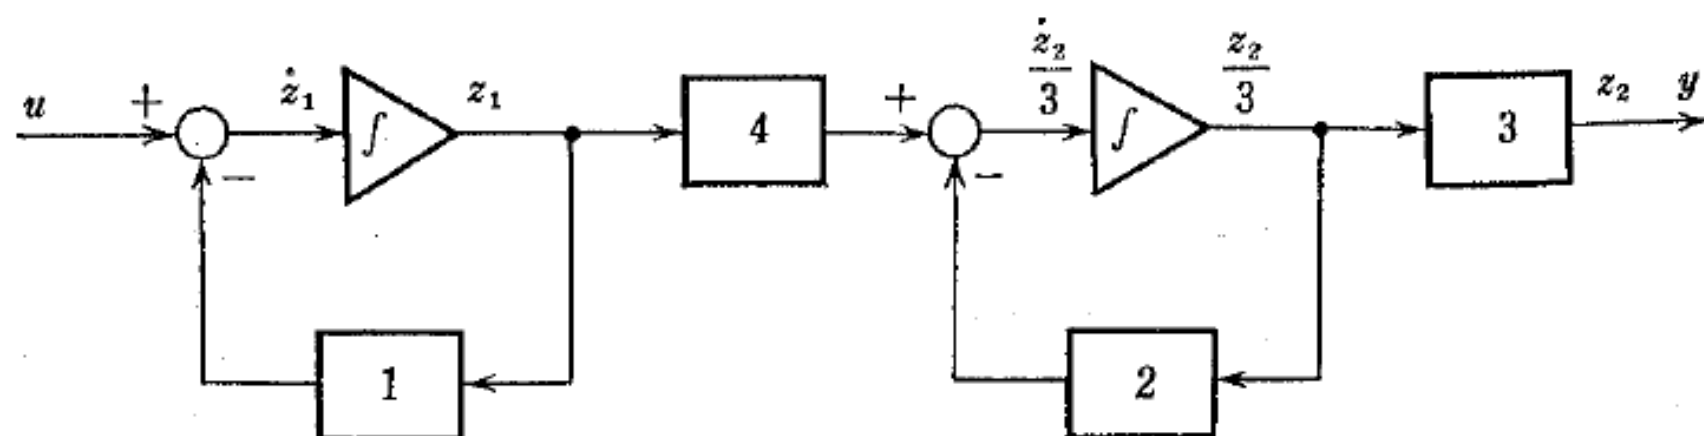 u
+
−
ż₁
∫
z₁
4
1
+
−
ż₂/3
∫
z₂/3
3
2
z₂
y